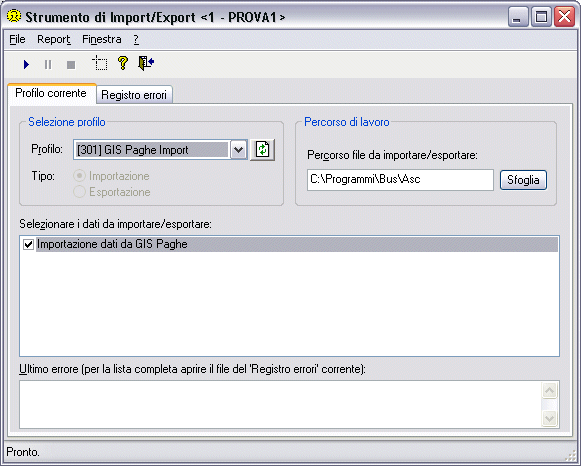 Strumento di Import/Export <1 - PROVA1>
File Report Finestra ?
Profilo corrente Registro errori
Selezione profilo
Profilo: [301] GIS Paghe Import
Tipo: Importazione
Esportazione
Percorso di lavoro
Percorso file da importare/esportare:
C:\Programmi\Bus\Asc Sfoglia
Selezionare i dati da importare/esportare:
Importazione dati da GIS Paghe
Ultimo errore (per la lista completa aprire il file del 'Registro errori' corrente):
Pronto.